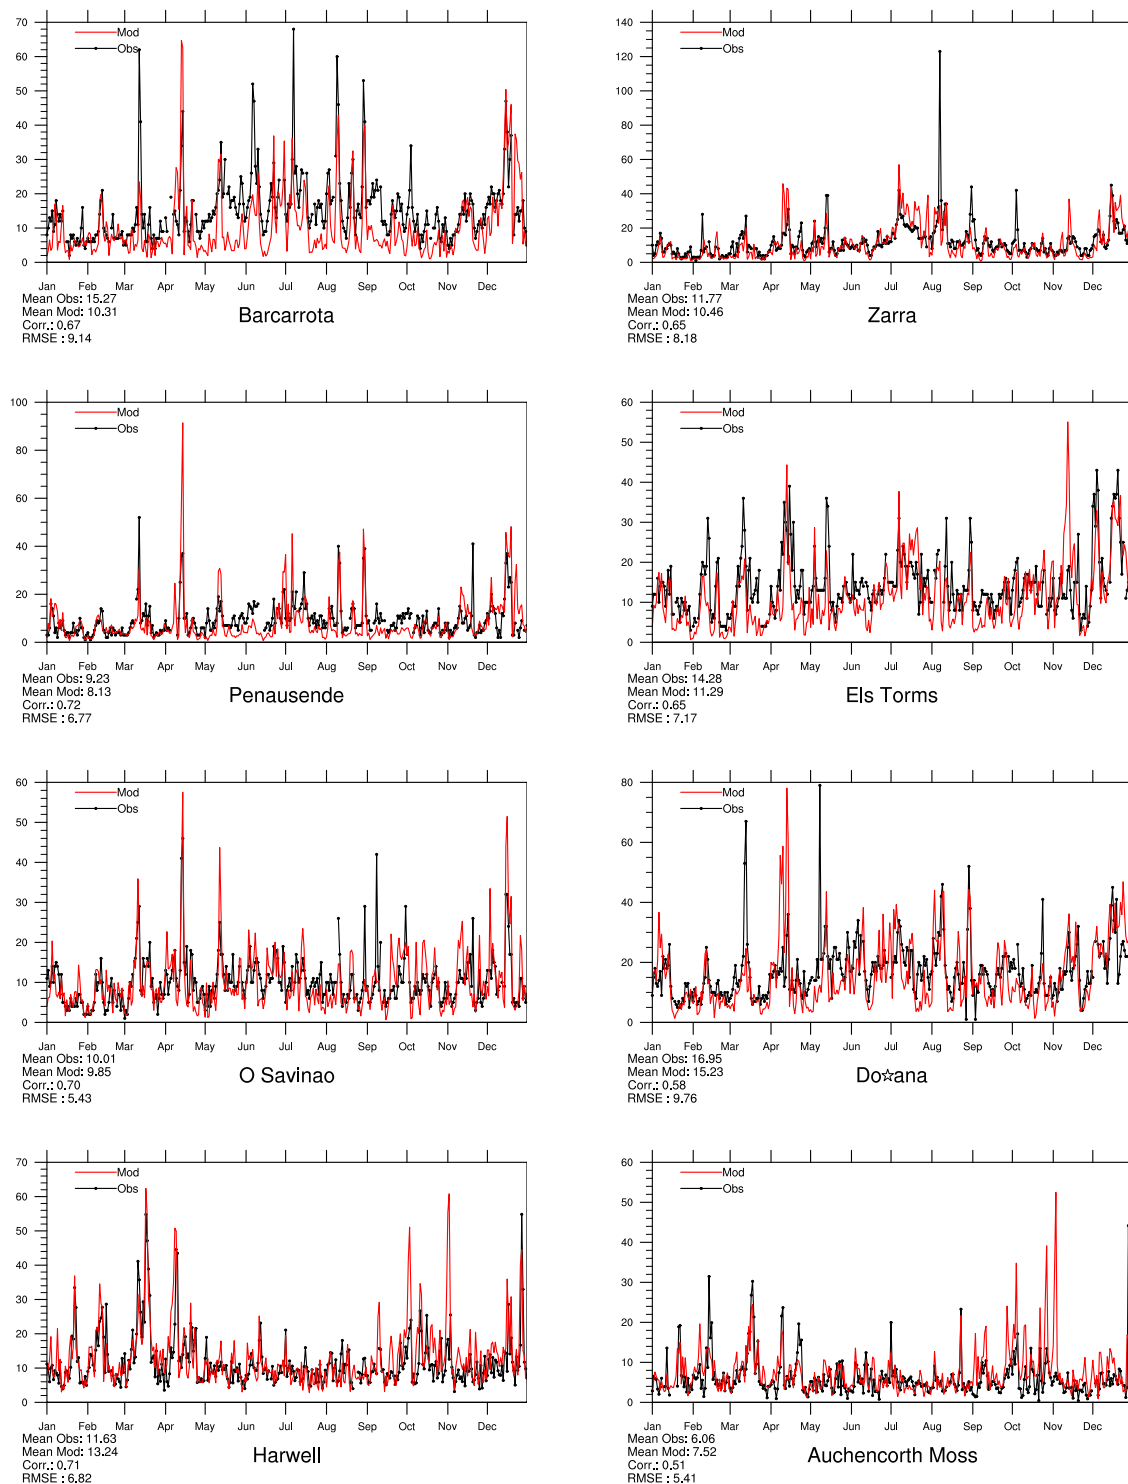 70
60
50
40
30
20
10
0
Mod
Obs
Jan Feb Mar Apr May Jun Jul Aug Sep Oct Nov Dec
Mean Obs: 15.27
Mean Mod: 10.31
Corr.: 0.67
RMSE : 9.14
Barcarrota
140
120
100
80
60
40
20
0
Mod
Obs
Jan Feb Mar Apr May Jun Jul Aug Sep Oct Nov Dec
Mean Obs: 11.77
Mean Mod: 10.46
Corr.: 0.65
RMSE : 8.18
Zarra
100
80
60
40
20
0
Mod
Obs
Jan Feb Mar Apr May Jun Jul Aug Sep Oct Nov Dec
Mean Obs: 9.23
Mean Mod: 8.13
Corr.: 0.72
RMSE : 6.77
Penausende
60
50
40
30
20
10
0
Mod
Obs
Jan Feb Mar Apr May Jun Jul Aug Sep Oct Nov Dec
Mean Obs: 14.28
Mean Mod: 11.29
Corr.: 0.65
RMSE : 7.17
Els Torms
60
50
40
30
20
10
0
Mod
Obs
Jan Feb Mar Apr May Jun Jul Aug Sep Oct Nov Dec
Mean Obs: 10.01
Mean Mod: 9.85
Corr.: 0.70
RMSE : 5.43
O Savinao
80
60
40
20
0
Mod
Obs
Jan Feb Mar Apr May Jun Jul Aug Sep Oct Nov Dec
Mean Obs: 16.95
Mean Mod: 15.23
Corr.: 0.58
RMSE : 9.76
Do☆ana
70
60
50
40
30
20
10
0
Mod
Obs
Jan Feb Mar Apr May Jun Jul Aug Sep Oct Nov Dec
Mean Obs: 11.63
Mean Mod: 13.24
Corr.: 0.71
RMSE : 6.82
Harwell
60
50
40
30
20
10
0
Mod
Obs
Jan Feb Mar Apr May Jun Jul Aug Sep Oct Nov Dec
Mean Obs: 6.06
Mean Mod: 7.52
Corr.: 0.51
RMSE : 5.41
Auchencorth Moss